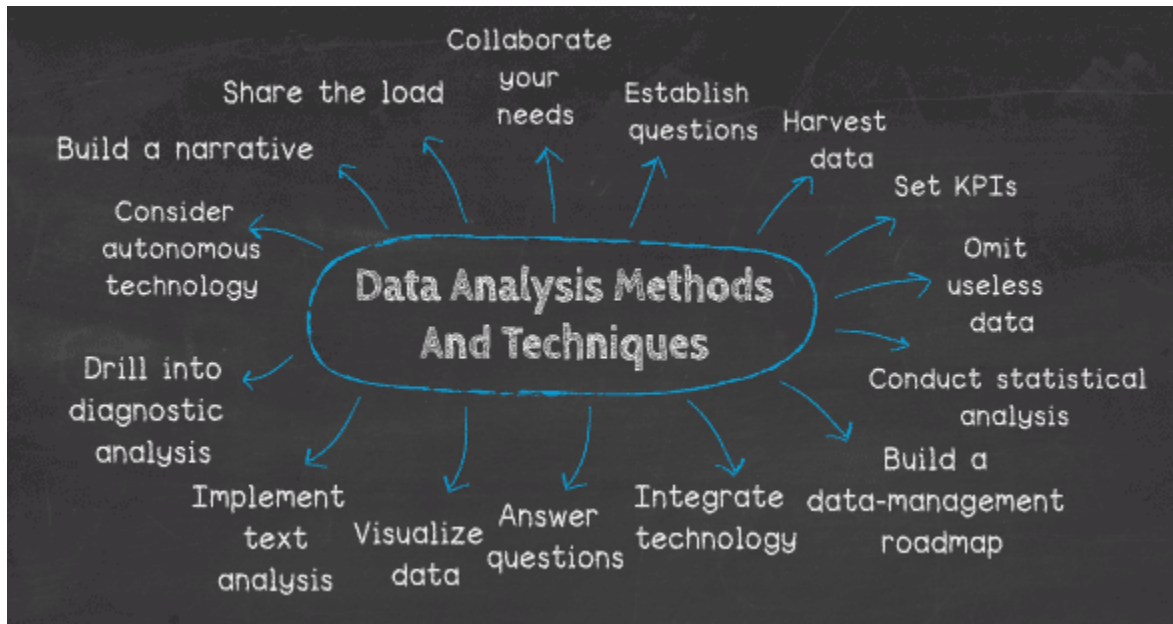 Data Analysis Methods
And Techniques
Collaborate
your
needs
Establish
questions
Harvest
data
Set KPIs
Omit
useless
data
Conduct statistical
analysis
Build a
data-management
roadmap
Integrate
technology
Answer
questions
Visualize
data
Implement
text
analysis
Drill into
diagnostic
analysis
Consider
autonomous
technology
Build a narrative
Share the load